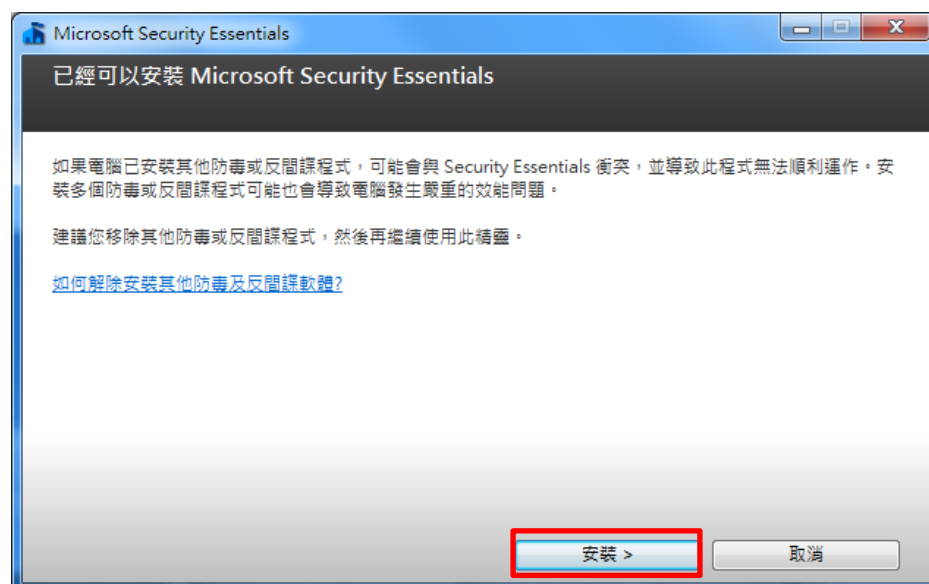 Microsoft Security Essentials
已經可以安裝 Microsoft Security Essentials
如果電腦已安裝其他防毒或反間諜程式，可能會與 Security Essentials 衝突，並導致此程式無法順利運作。安
裝多個防毒或反間諜程式可能也會導致電腦發生嚴重的效能問題。
建議您移除其他防毒或反間諜程式，然後再繼續使用此精靈。
如何解除安裝其他防毒及反間諜軟體?
安裝 >
取消